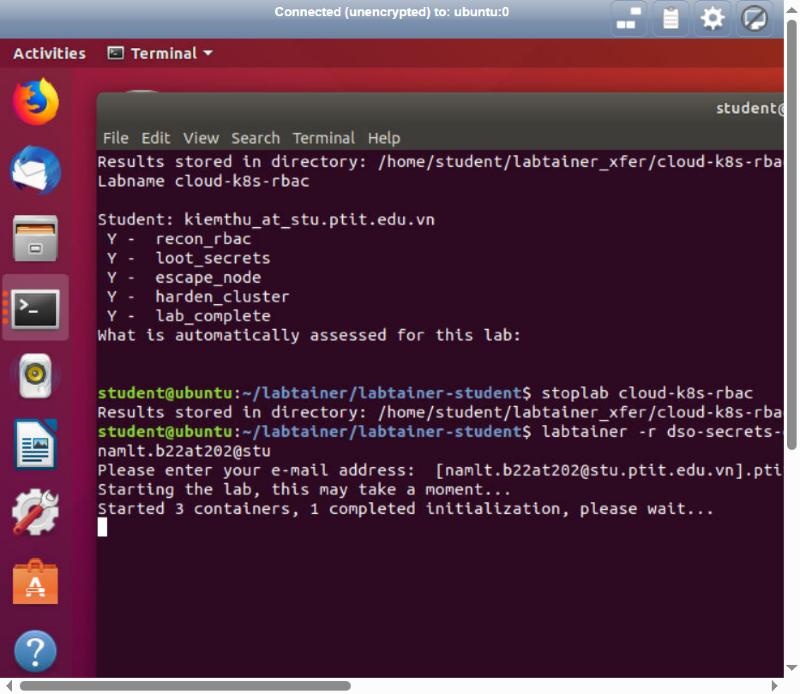 Connected (unencrypted) to: ubuntu:0
Activities Terminal
student@
File Edit View Search Terminal Help
Results stored in directory: /home/student/labtainer_xfer/cloud-k8s-rba
Labname cloud-k8s-rbac
Student: kiemthu_at_stu.ptit.edu.vn
Y - recon_rbac
Y - loot_secrets
Y - escape_node
Y - harden_cluster
Y - lab_complete
What is automatically assessed for this lab:
student@ubuntu:~/labtainer/labtainer-student$ stoplab cloud-k8s-rbac
Results stored in directory: /home/student/labtainer_xfer/cloud-k8s-rba
student@ubuntu:~/labtainer/labtainer-student$ labtainer -r dso-secrets-
namlt.b22at202@stu
Please enter your e-mail address: [namlt.b22at202@stu.ptit.edu.vn].pti
Starting the lab, this may take a moment...
Started 3 containers, 1 completed initialization, please wait...